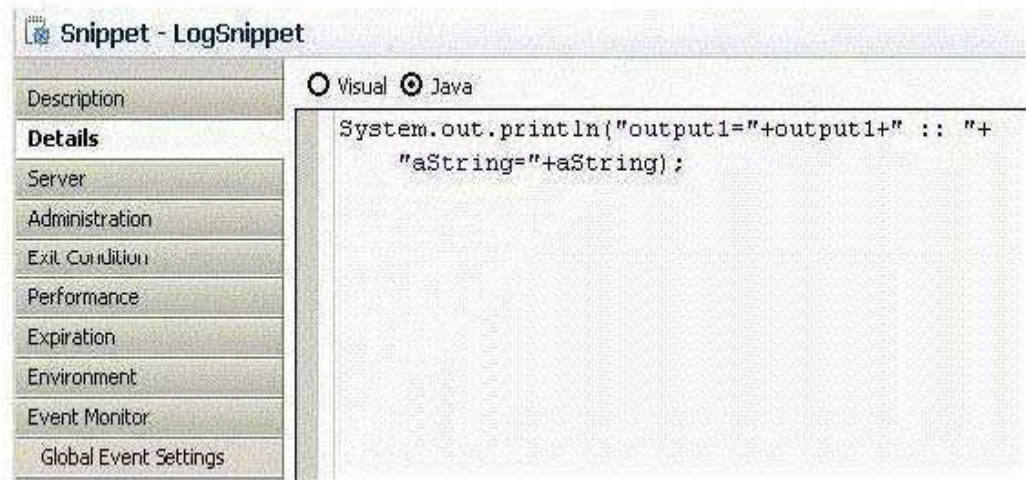 Snippet - LogSnippet
Visual Java
Description
Details
Server
Administration
Exit Condition
Performance
Expiration
Environment
Event Monitor
Global Event Settings
System.out.println("output1="+output1+" :: "+
"aString="+aString);